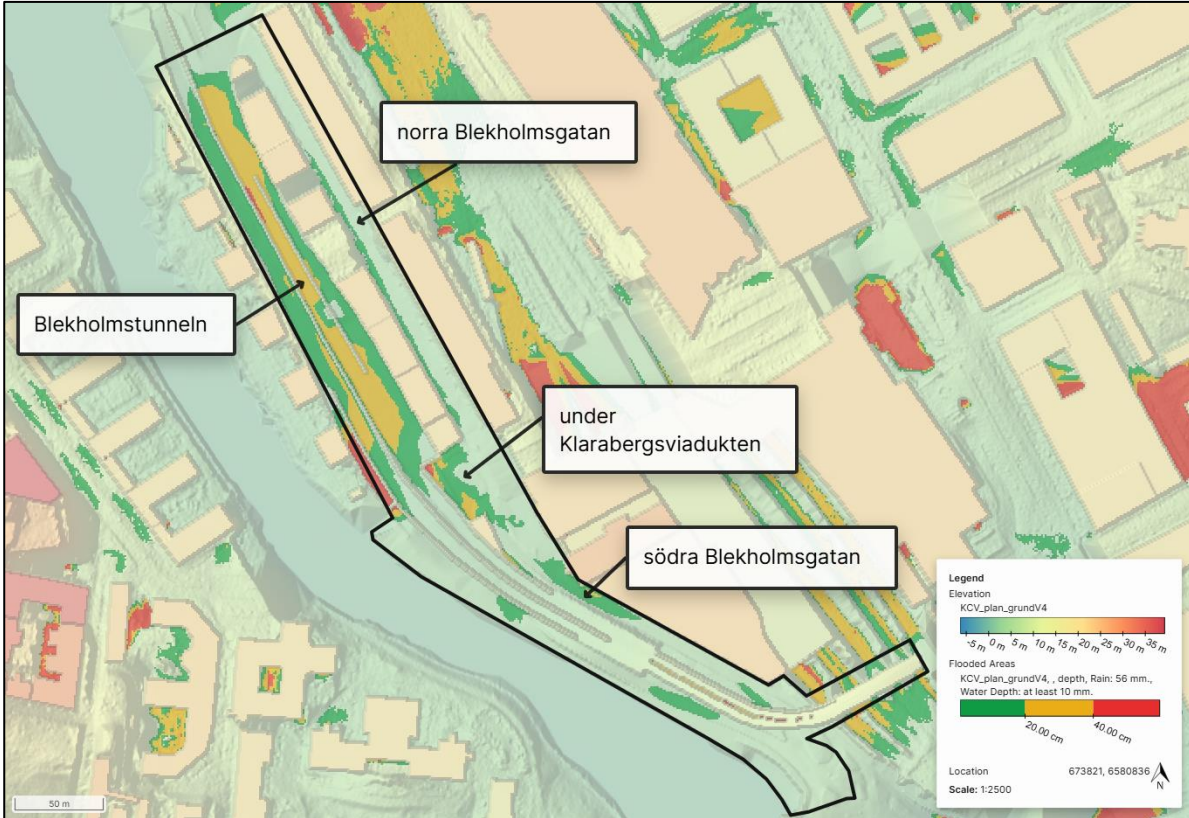 norra Blekholmsgatan
Blekholmstunneln
under
Klarabergsviadukten
södra Blekholmsgatan
Legend
Elevation
KCV_plan_grundV4
-5 m 0 m 5 m 10 m 15 m 20 m 25 m 30 m 35 m
Flooded Areas
KCV_plan_grundV4, , depth, Rain: 56 mm.,
Water Depth: at least 10 mm.
20.00 cm 40.00 cm
Location 673821, 6580836
Scale: 1:2500
N
50 m